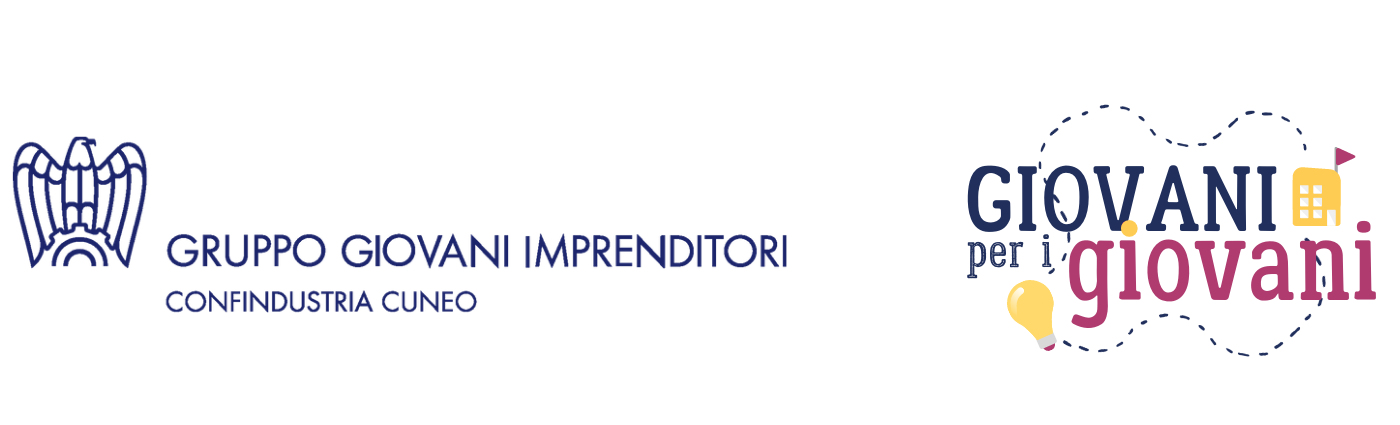 GRUPPO GIOVANI IMPRENDITORI
CONFINDUSTRIA CUNEO
GIOVANI
per i giovani